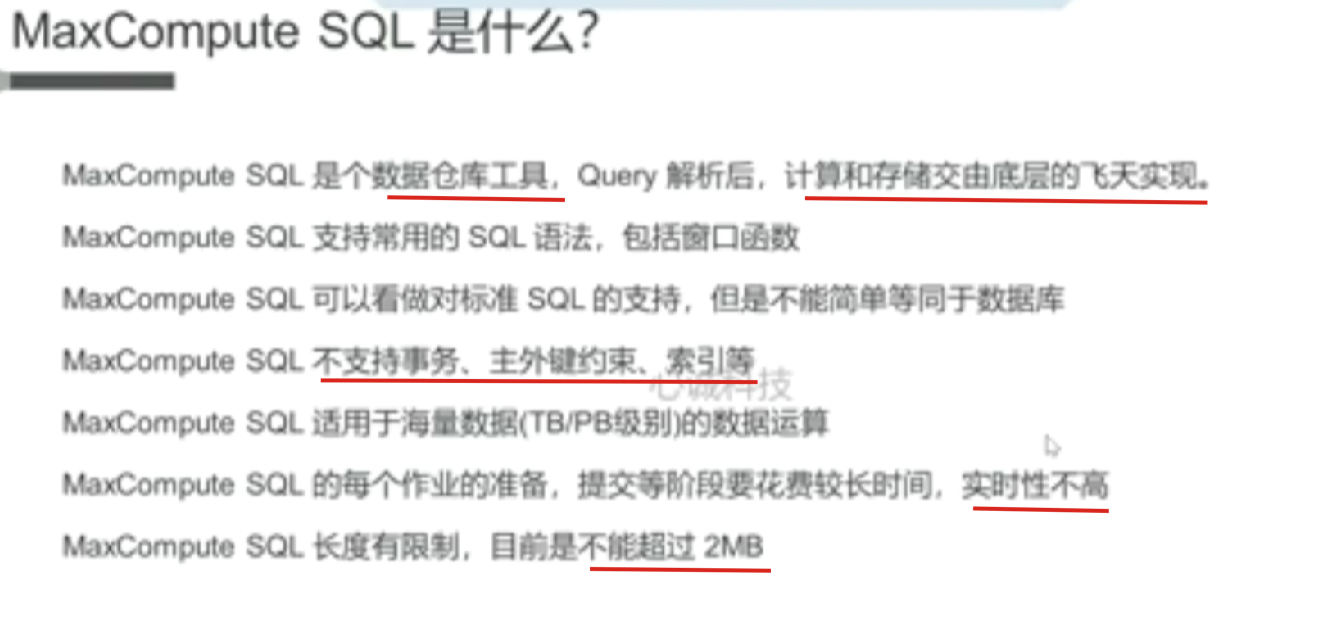 MaxCompute SQL 是什么？
MaxCompute SQL 是个数据仓库工具，Query 解析后，计算和存储交由底层的飞天实现。
MaxCompute SQL 支持常用的 SQL 语法，包括窗口函数
MaxCompute SQL 可以看做对标准 SQL 的支持，但是不能简单等同于数据库
MaxCompute SQL 不支持事务、主外键约束、索引等
心诚科技
MaxCompute SQL 适用于海量数据(TB/PB级别)的数据运算
MaxCompute SQL 的每个作业的准备，提交等阶段要花费较长时间，实时性不高
MaxCompute SQL 长度有限制，目前是不能超过 2MB